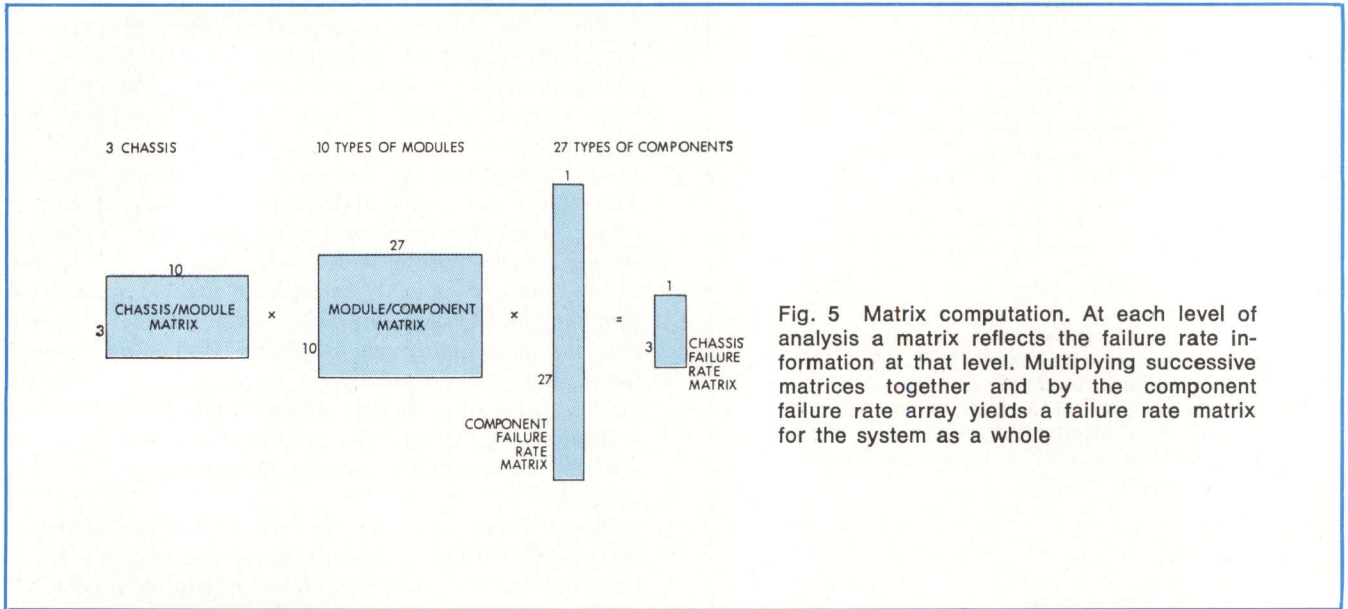 3 CHASSIS
10 TYPES OF MODULES
27 TYPES OF COMPONENTS
10
3
CHASSIS/MODULE
MATRIX
×
27
10
MODULE/COMPONENT
MATRIX
×
1
27
COMPONENT
FAILURE
RATE
MATRIX
=
1
3
CHASSIS
FAILURE
RATE
MATRIX
Fig. 5 Matrix computation. At each level of
analysis a matrix reflects the failure rate in-
formation at that level. Multiplying successive
matrices together and by the component
failure rate array yields a failure rate matrix
for the system as a whole